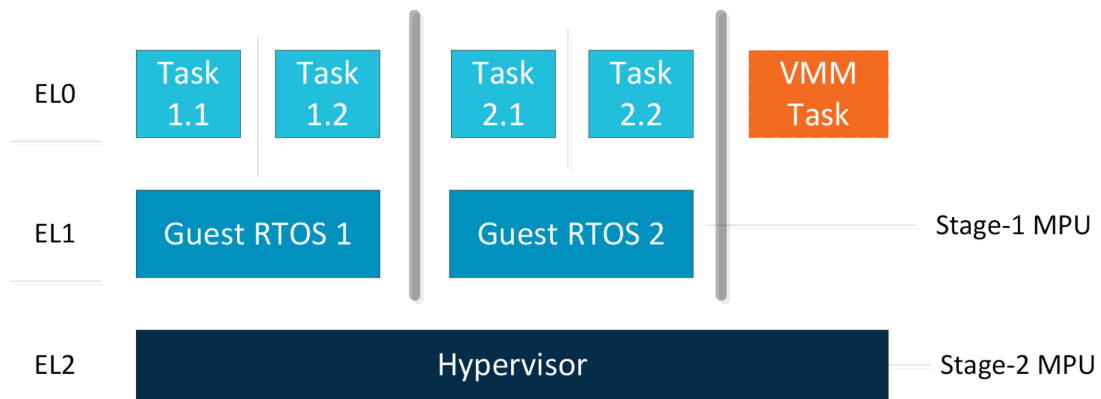 EL0
Task
1.1
Task
1.2
Task
2.1
Task
2.2
VMM
Task
EL1
Guest RTOS 1
Guest RTOS 2
Stage-1 MPU
EL2
Hypervisor
Stage-2 MPU